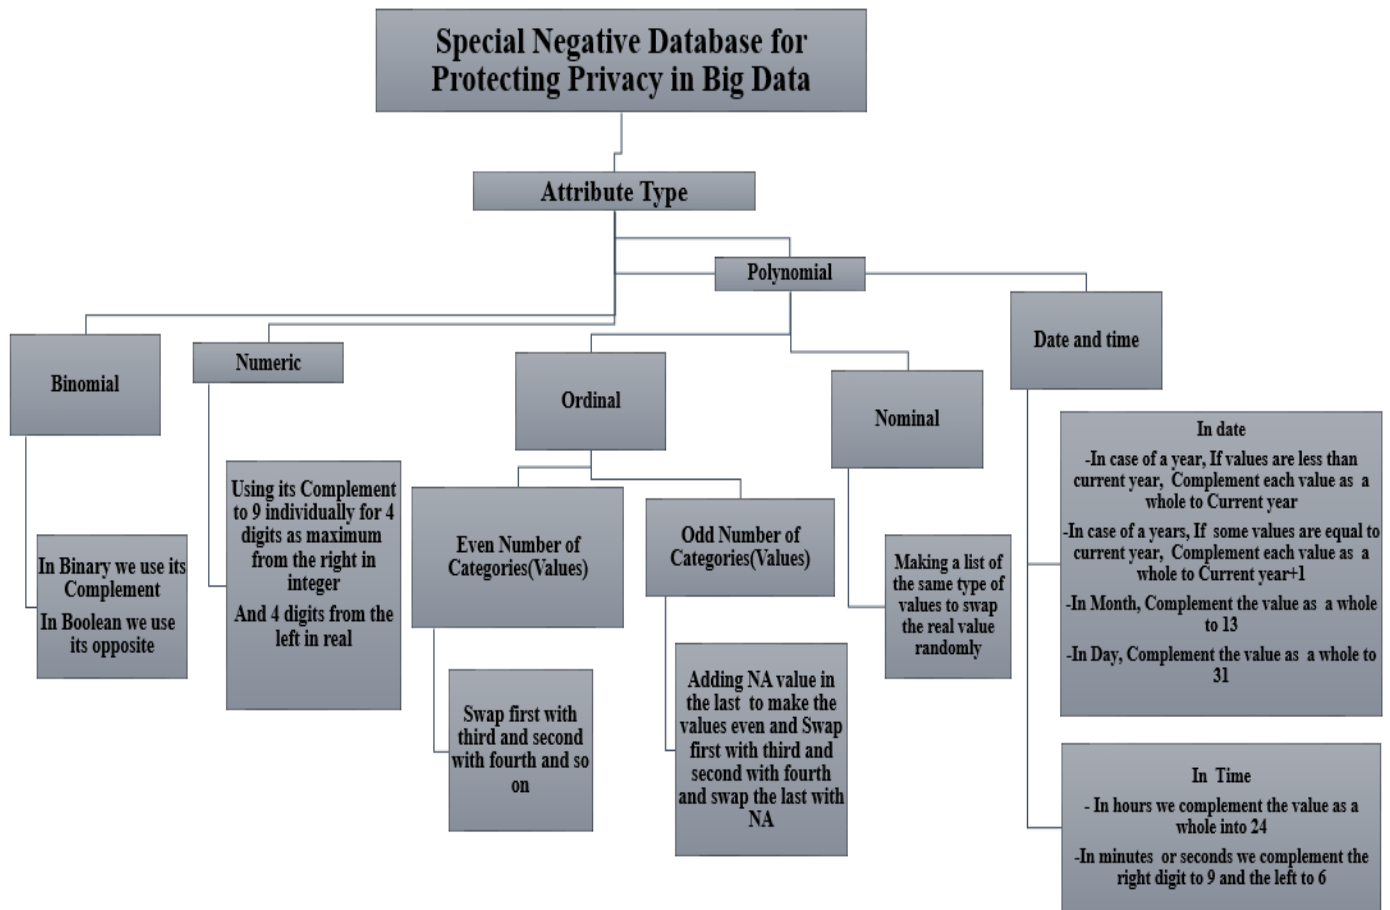 Special Negative Database for
Protecting Privacy in Big Data
Attribute Type
Polynomial
Date and time
Binomial
Numeric
Ordinal
Nominal
In Binary we use its
Complement
In Boolean we use
its opposite
Using its Complement
to 9 individually for 4
digits as maximum
from the right in
integer
And 4 digits from the
left in real
Even Number of
Categories(Values)
Swap first with
third and second
with fourth and so
on
Odd Number of
Categories(Values)
Adding NA value in
the last to make the
values even and Swap
first with third and
second with fourth
and swap the last with
NA
Making a list of
the same type of
values to swap
the real value
randomly
In date
-In case of a year, If values are less than
current year, Complement each value as a
whole to Current year
-In case of a years, If some values are equal to
current year, Complement each value as a
whole to Current year+1
-In Month, Complement the value as a whole
to 13
-In Day, Complement the value as a whole to
31
In Time
- In hours we complement the value as a
whole into 24
-In minutes or seconds we complement the
right digit to 9 and the left to 6